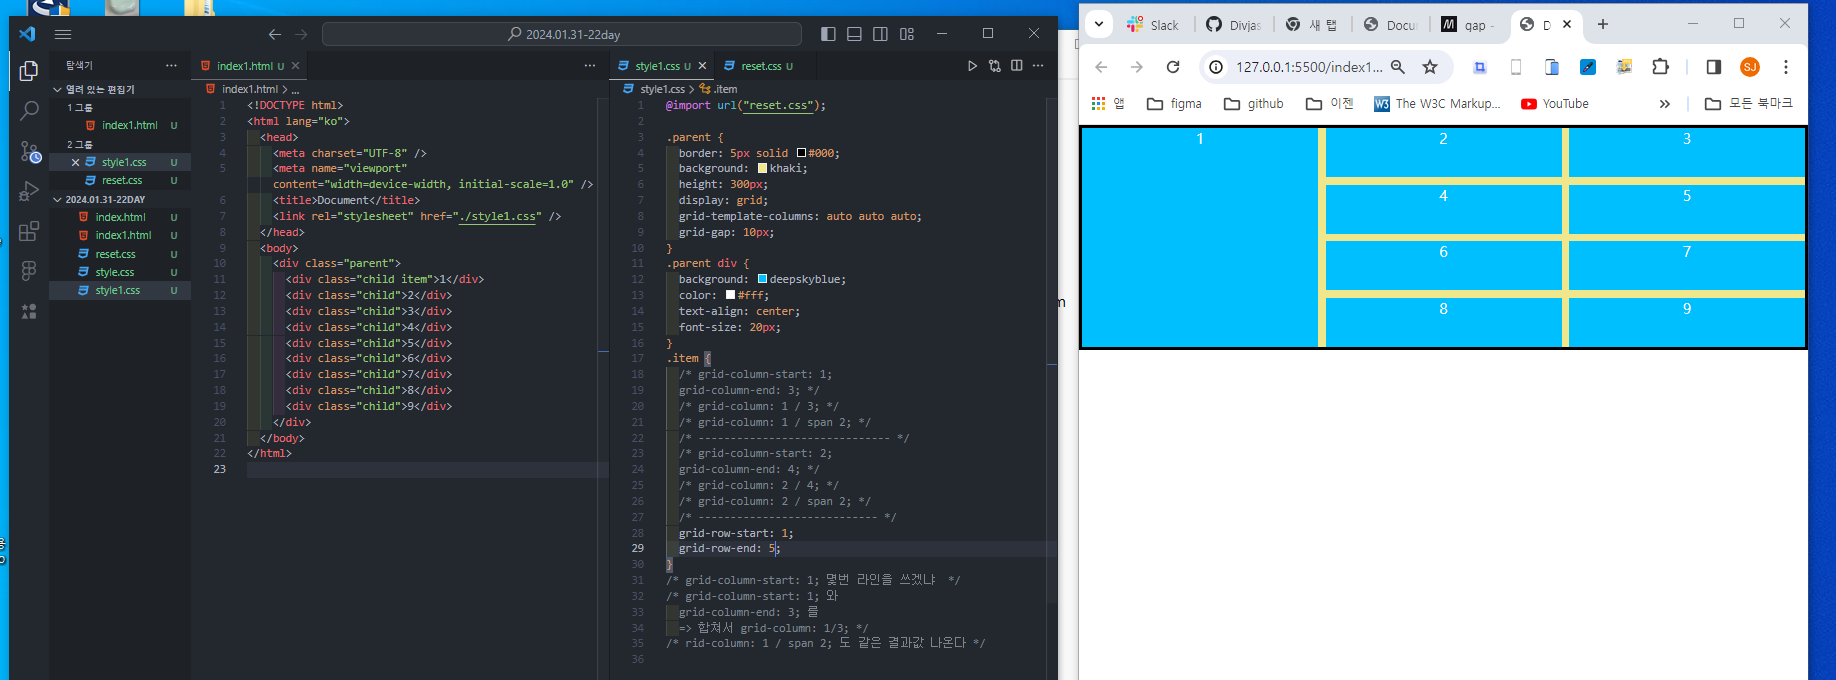 2024.01.31-22day
탐색기
열려 있는 편집기
1 그룹
index1.html U
2 그룹
style1.css U
reset.css U
2024.01.31-22DAY
index.html U
index1.html U
reset.css U
style.css U
style1.css U
index1.html U
index1.html > ...
1 <!DOCTYPE html>
2 <html lang="ko">
3 <head>
4 <meta charset="UTF-8" />
5 <meta name="viewport"
content="width=device-width, initial-scale=1.0" />
6 <title>Document</title>
7 <link rel="stylesheet" href="./style1.css" />
8 </head>
9 <body>
10 <div class="parent">
11 <div class="child item">1</div>
12 <div class="child">2</div>
13 <div class="child">3</div>
14 <div class="child">4</div>
15 <div class="child">5</div>
16 <div class="child">6</div>
17 <div class="child">7</div>
18 <div class="child">8</div>
19 <div class="child">9</div>
20 </div>
21 </body>
22 </html>
23
style1.css U
reset.css U
style1.css > .item
1 @import url("reset.css");
2
3 .parent {
4 border: 5px solid #000;
5 background: khaki;
6 height: 300px;
7 display: grid;
8 grid-template-columns: auto auto auto;
9 grid-gap: 10px;
10 }
11 .parent div {
12 background: deepskyblue;
13 color: #fff;
14 text-align: center;
15 font-size: 20px;
16 }
17 .item {
18 /* grid-column-start: 1;
19 grid-column-end: 3; */
20 /* grid-column: 1 / 3; */
21 /* grid-column: 1 / span 2; */
22 /* ------------------------------ */
23 /* grid-column-start: 2;
24 grid-column-end: 4; */
25 /* grid-column: 2 / 4; */
26 /* grid-column: 2 / span 2; */
27 /* ---------------------------- */
28 grid-row-start: 1;
29 grid-row-end: 5;
30 }
31 /* grid-column-start: 1; 몇번 라인을 쓰겠냐 */
32 /* grid-column-start: 1; 와
33 grid-column-end: 3; 를
34 => 합쳐서 grid-column: 1/3; */
35 /* rid-column: 1 / span 2; 도 같은 결과값 나온다 */
36
Slack
Divjas
새 탭
Docu
gap -
D
127.0.0.1:5500/index1...
SJ
앱
figma
github
이젠
The W3C Markup...
YouTube
모든 북마크
1
2
3
4
5
6
7
8
9